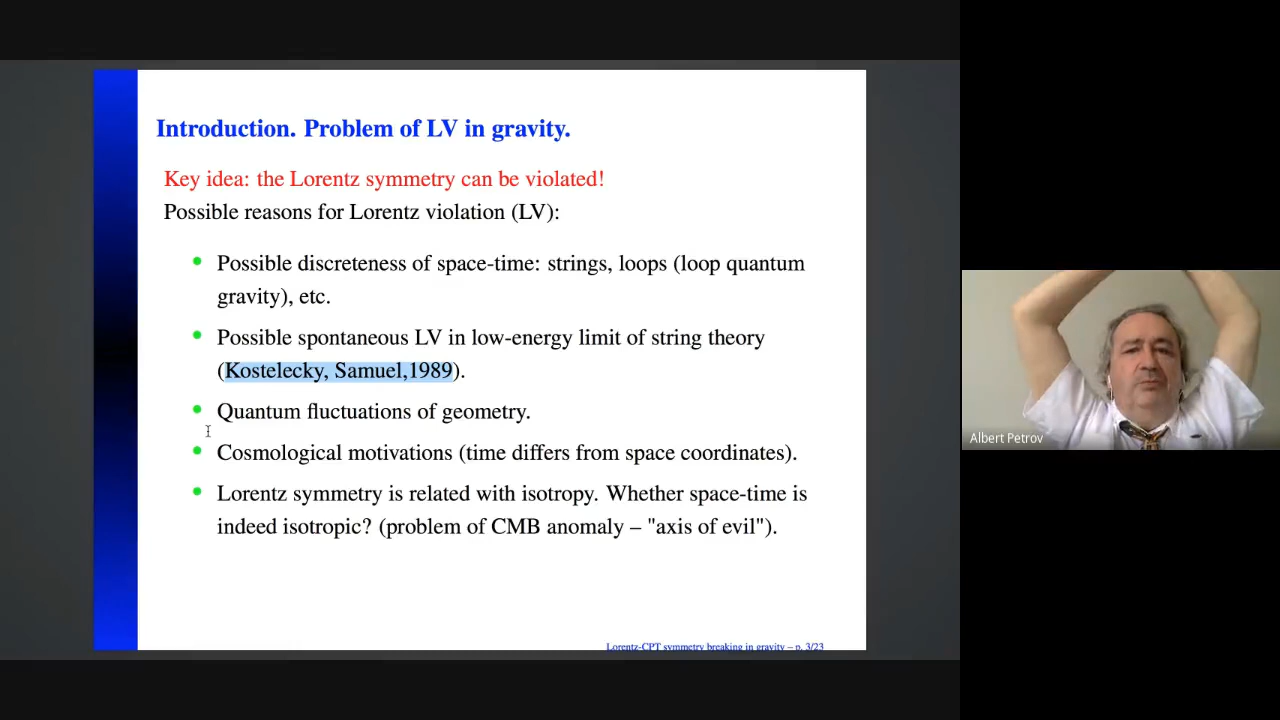 Introduction. Problem of LV in gravity.
Key idea: the Lorentz symmetry can be violated!
Possible reasons for Lorentz violation (LV):
Possible discreteness of space-time: strings, loops (loop quantum
gravity), etc.
Possible spontaneous LV in low-energy limit of string theory
(Kostelecky, Samuel,1989).
Quantum fluctuations of geometry.
Cosmological motivations (time differs from space coordinates).
Lorentz symmetry is related with isotropy. Whether space-time is
indeed isotropic? (problem of CMB anomaly – "axis of evil").
Lorentz-CPT symmetry breaking in gravity – p. 3/23
Albert Petrov